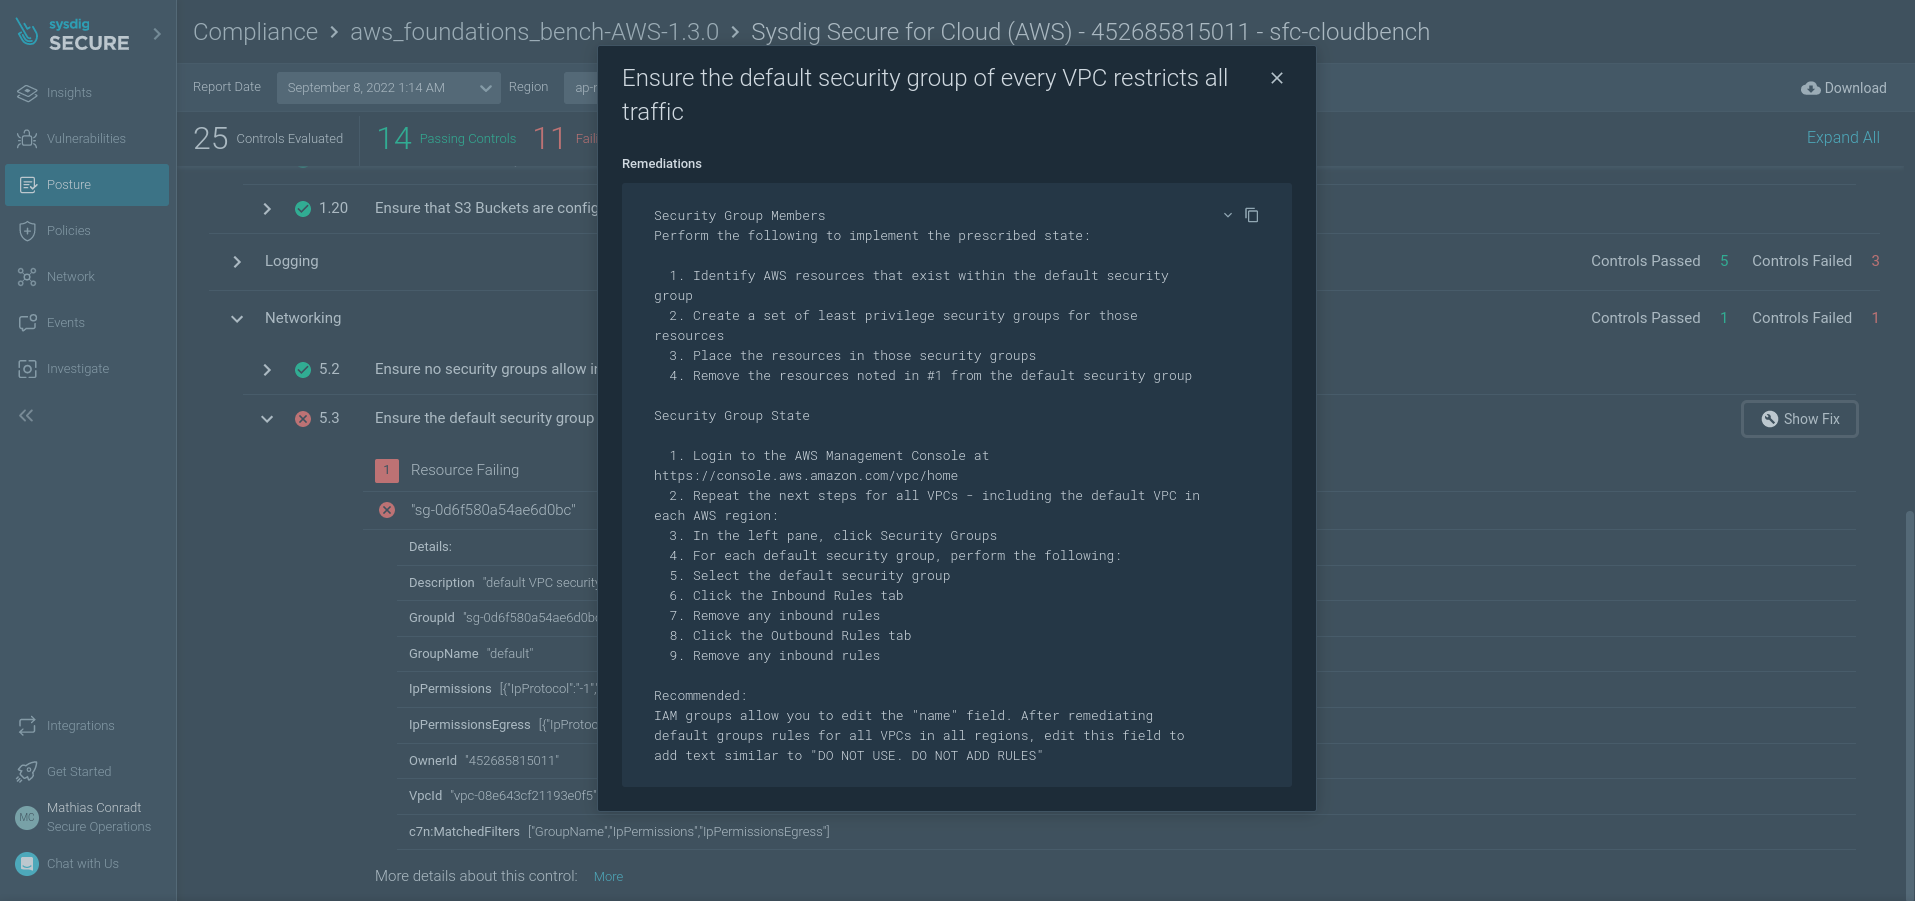 sysdig
SECURE
Insights
Vulnerabilities
Posture
Policies
Network
Events
Investigate
Integrations
Get Started
MC
Mathias Conradt
Secure Operations
Chat with Us
Compliance > aws_foundations_bench-AWS-1.3.0 > Sysdig Secure for Cloud (AWS) - 452685815011 - sfc-cloudbench
Report Date September 8, 2022 1:14 AM Region
Download
25 Controls Evaluated 14 Passing Controls 11
Expand All
1.20 Ensure that S3 Buckets are
Logging Controls Passed 5 Controls Failed 3
Networking Controls Passed 1 Controls Failed 1
5.2 Ensure no security groups allow
5.3 Ensure the default security group
Show Fix
1 Resource Failing
"sg-0d6f580a54ae6d0bc"
Details:
Description "default VPC
GroupId "sg-0d6f580a54ae6d0b
GroupName "default"
IpPermissions [{"IpProtocol":"-1",
IpPermissionsEgress [{"IpProtoc
OwnerId "452685815011"
VpcId "vpc-08e643cf21193e0f5"
c7n:MatchedFilters ["GroupName","IpPermissions","IpPermissionsEgress"]
More details about this control: More
Ensure the default security group of every VPC restricts all
traffic
Remediations
Security Group Members
Perform the following to implement the prescribed state:
1. Identify AWS resources that exist within the default security
group
2. Create a set of least privilege security groups for those
resources
3. Place the resources in those security groups
4. Remove the resources noted in #1 from the default security group
Security Group State
1. Login to the AWS Management Console at
https://console.aws.amazon.com/vpc/home
2. Repeat the next steps for all VPCs - including the default VPC in
each AWS region:
3. In the left pane, click Security Groups
4. For each default security group, perform the following:
5. Select the default security group
6. Click the Inbound Rules tab
7. Remove any inbound rules
8. Click the Outbound Rules tab
9. Remove any inbound rules
Recommended:
IAM groups allow you to edit the "name" field. After remediating
default groups rules for all VPCs in all regions, edit this field to
add text similar to "DO NOT USE. DO NOT ADD RULES"